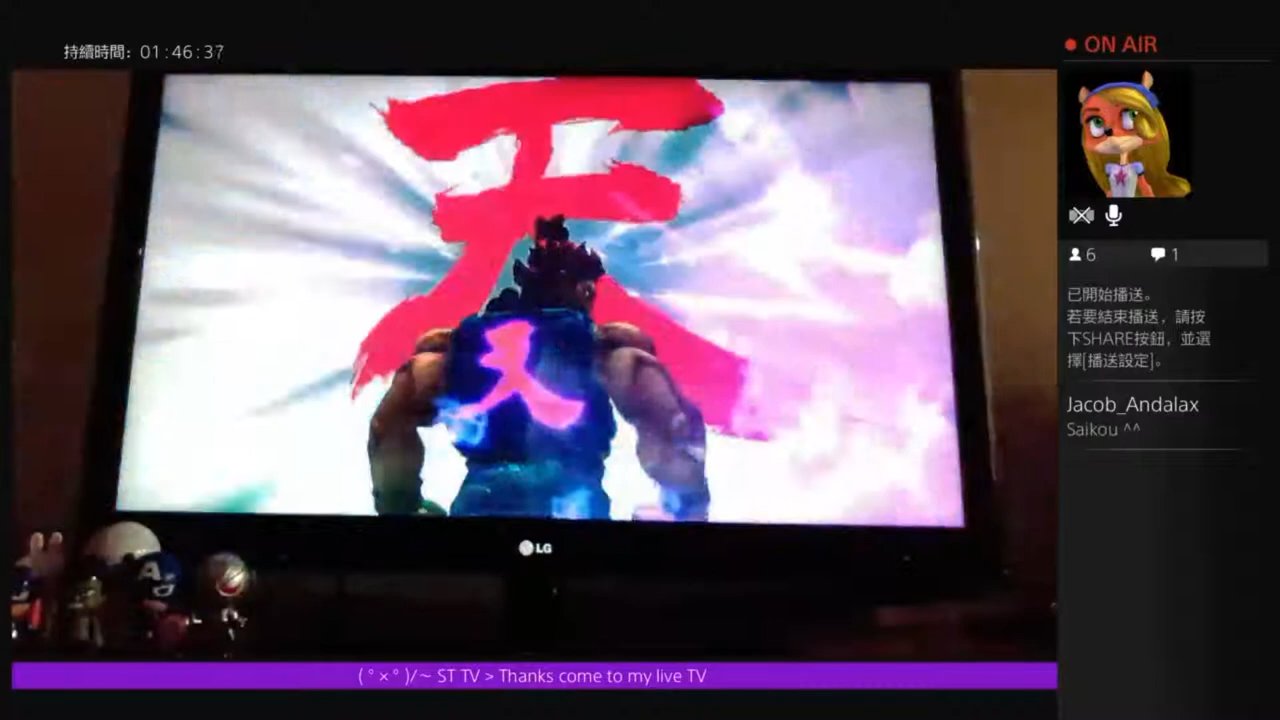 持續時間: 01:46:37
ON AIR
天
天
6
1
已開始播送。
若要結束播送，請按
下SHARE按鈕，並選
擇[播送設定]。
Jacob_Andalax
Saikou ^^
LG
A
( ° × ° )/~ ST TV > Thanks come to my live TV